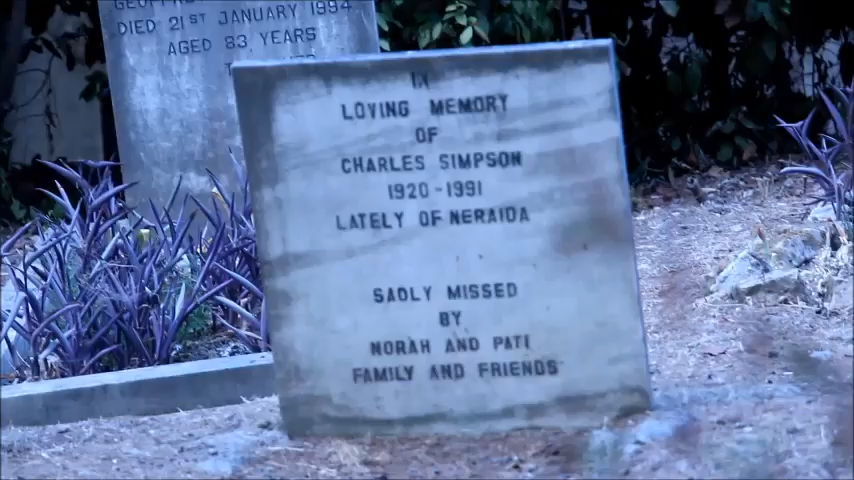 DIED 21ST JANUARY 1994
AGED 83 YEARS
IN
LOVING MEMORY
OF
CHARLES SIMPSON
1920-1991
LATELY OF NERAIDA
SADLY MISSED
BY
NORAH AND PATI
FAMILY AND FRIENDS